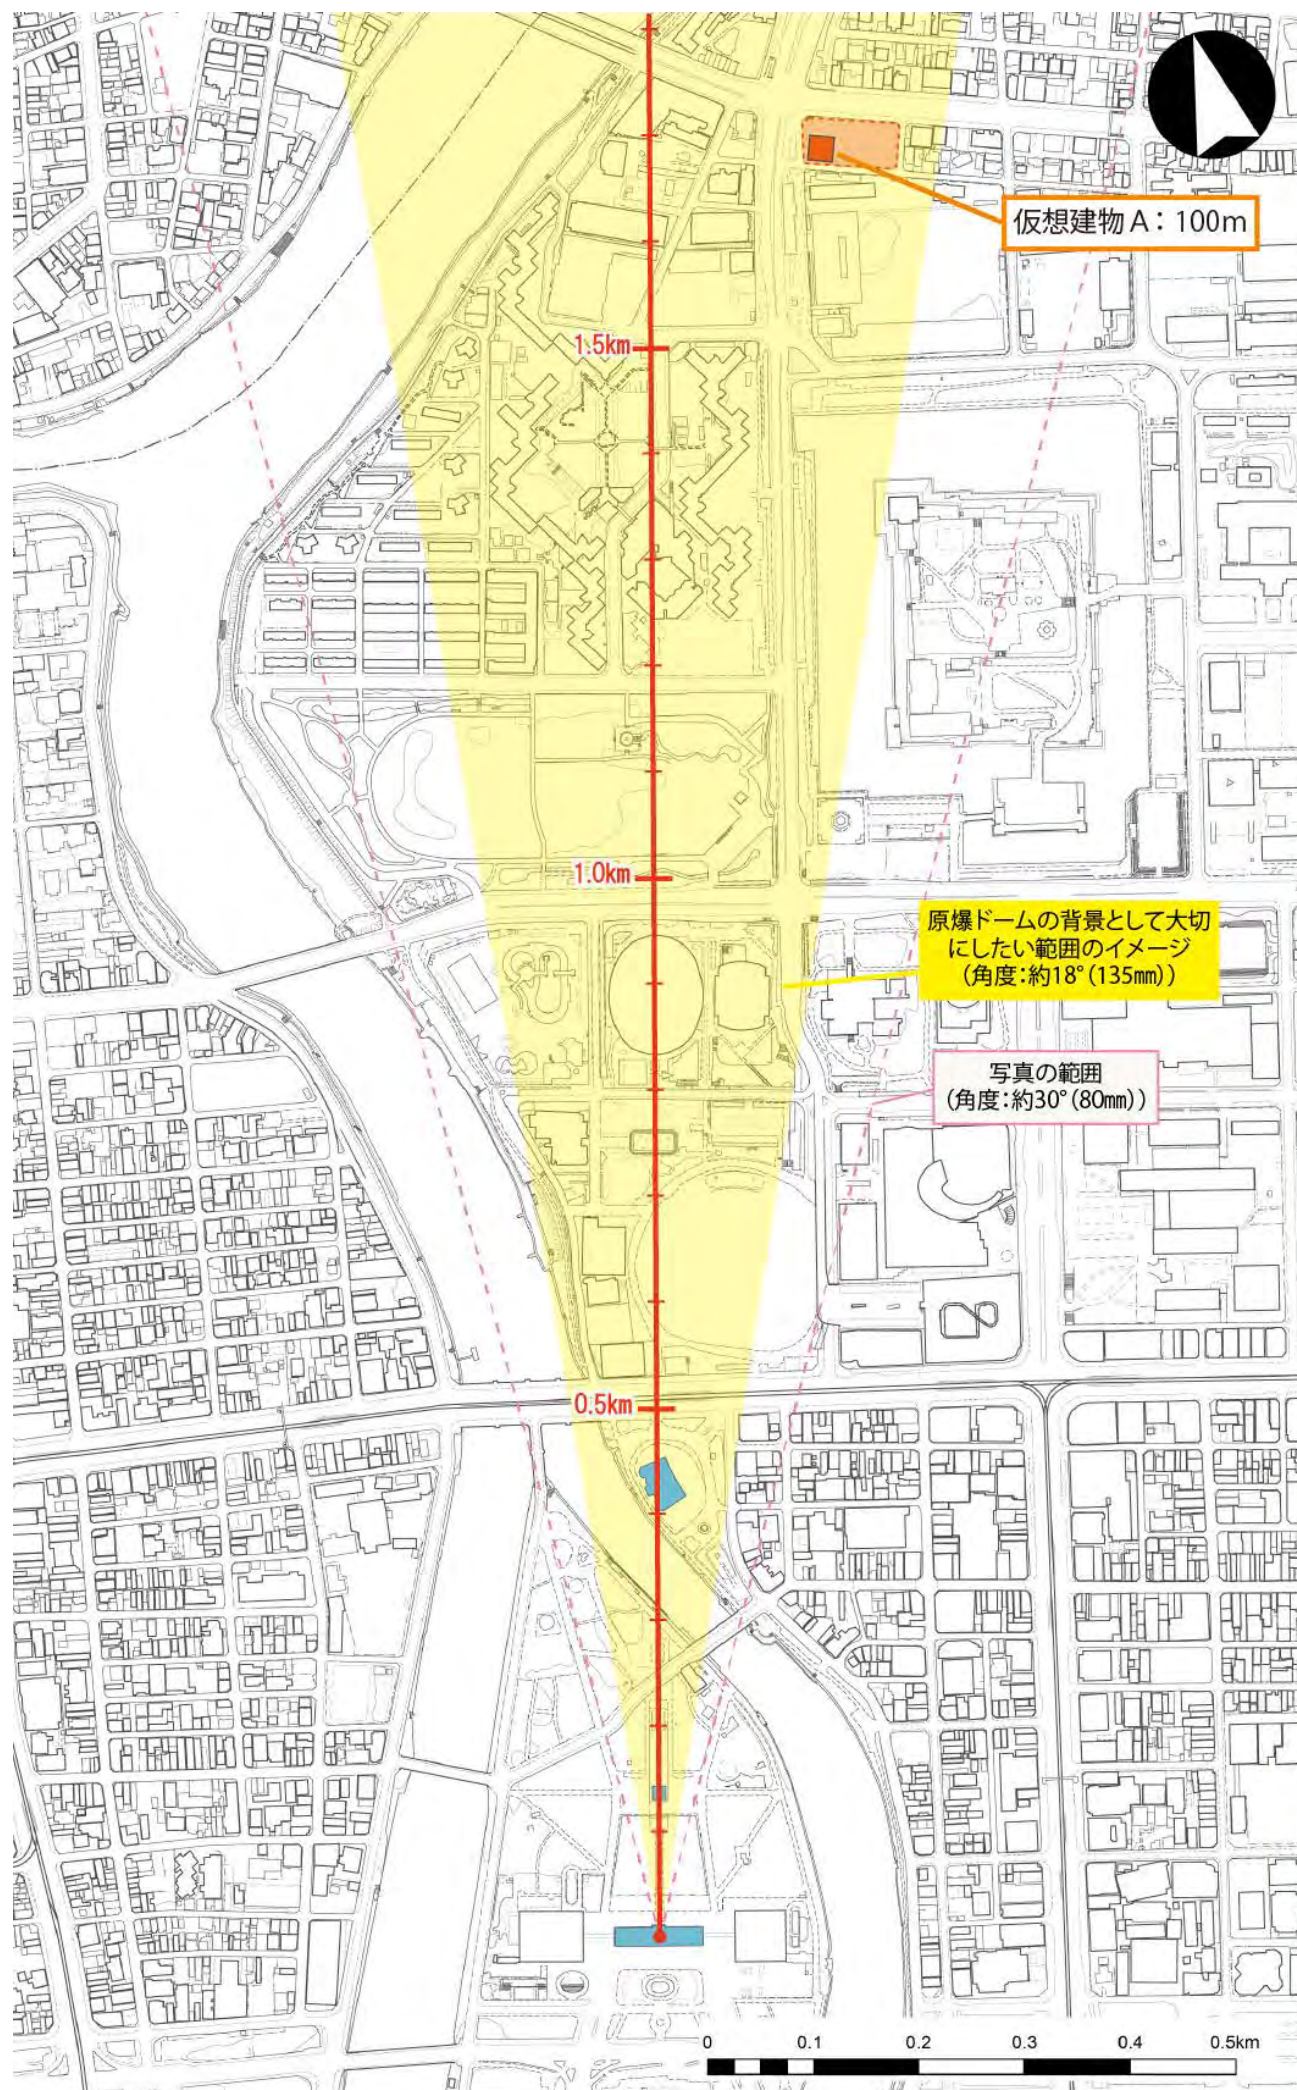 仮想建物A：100m
1.5km
1.0km
原爆ドームの背景として大切
にしたい範囲のイメージ
（角度：約18°（135㎜））
写真の範囲
（角度：約30°（80㎜））
0.5km
0 0.1 0.2 0.3 0.4 0.5km